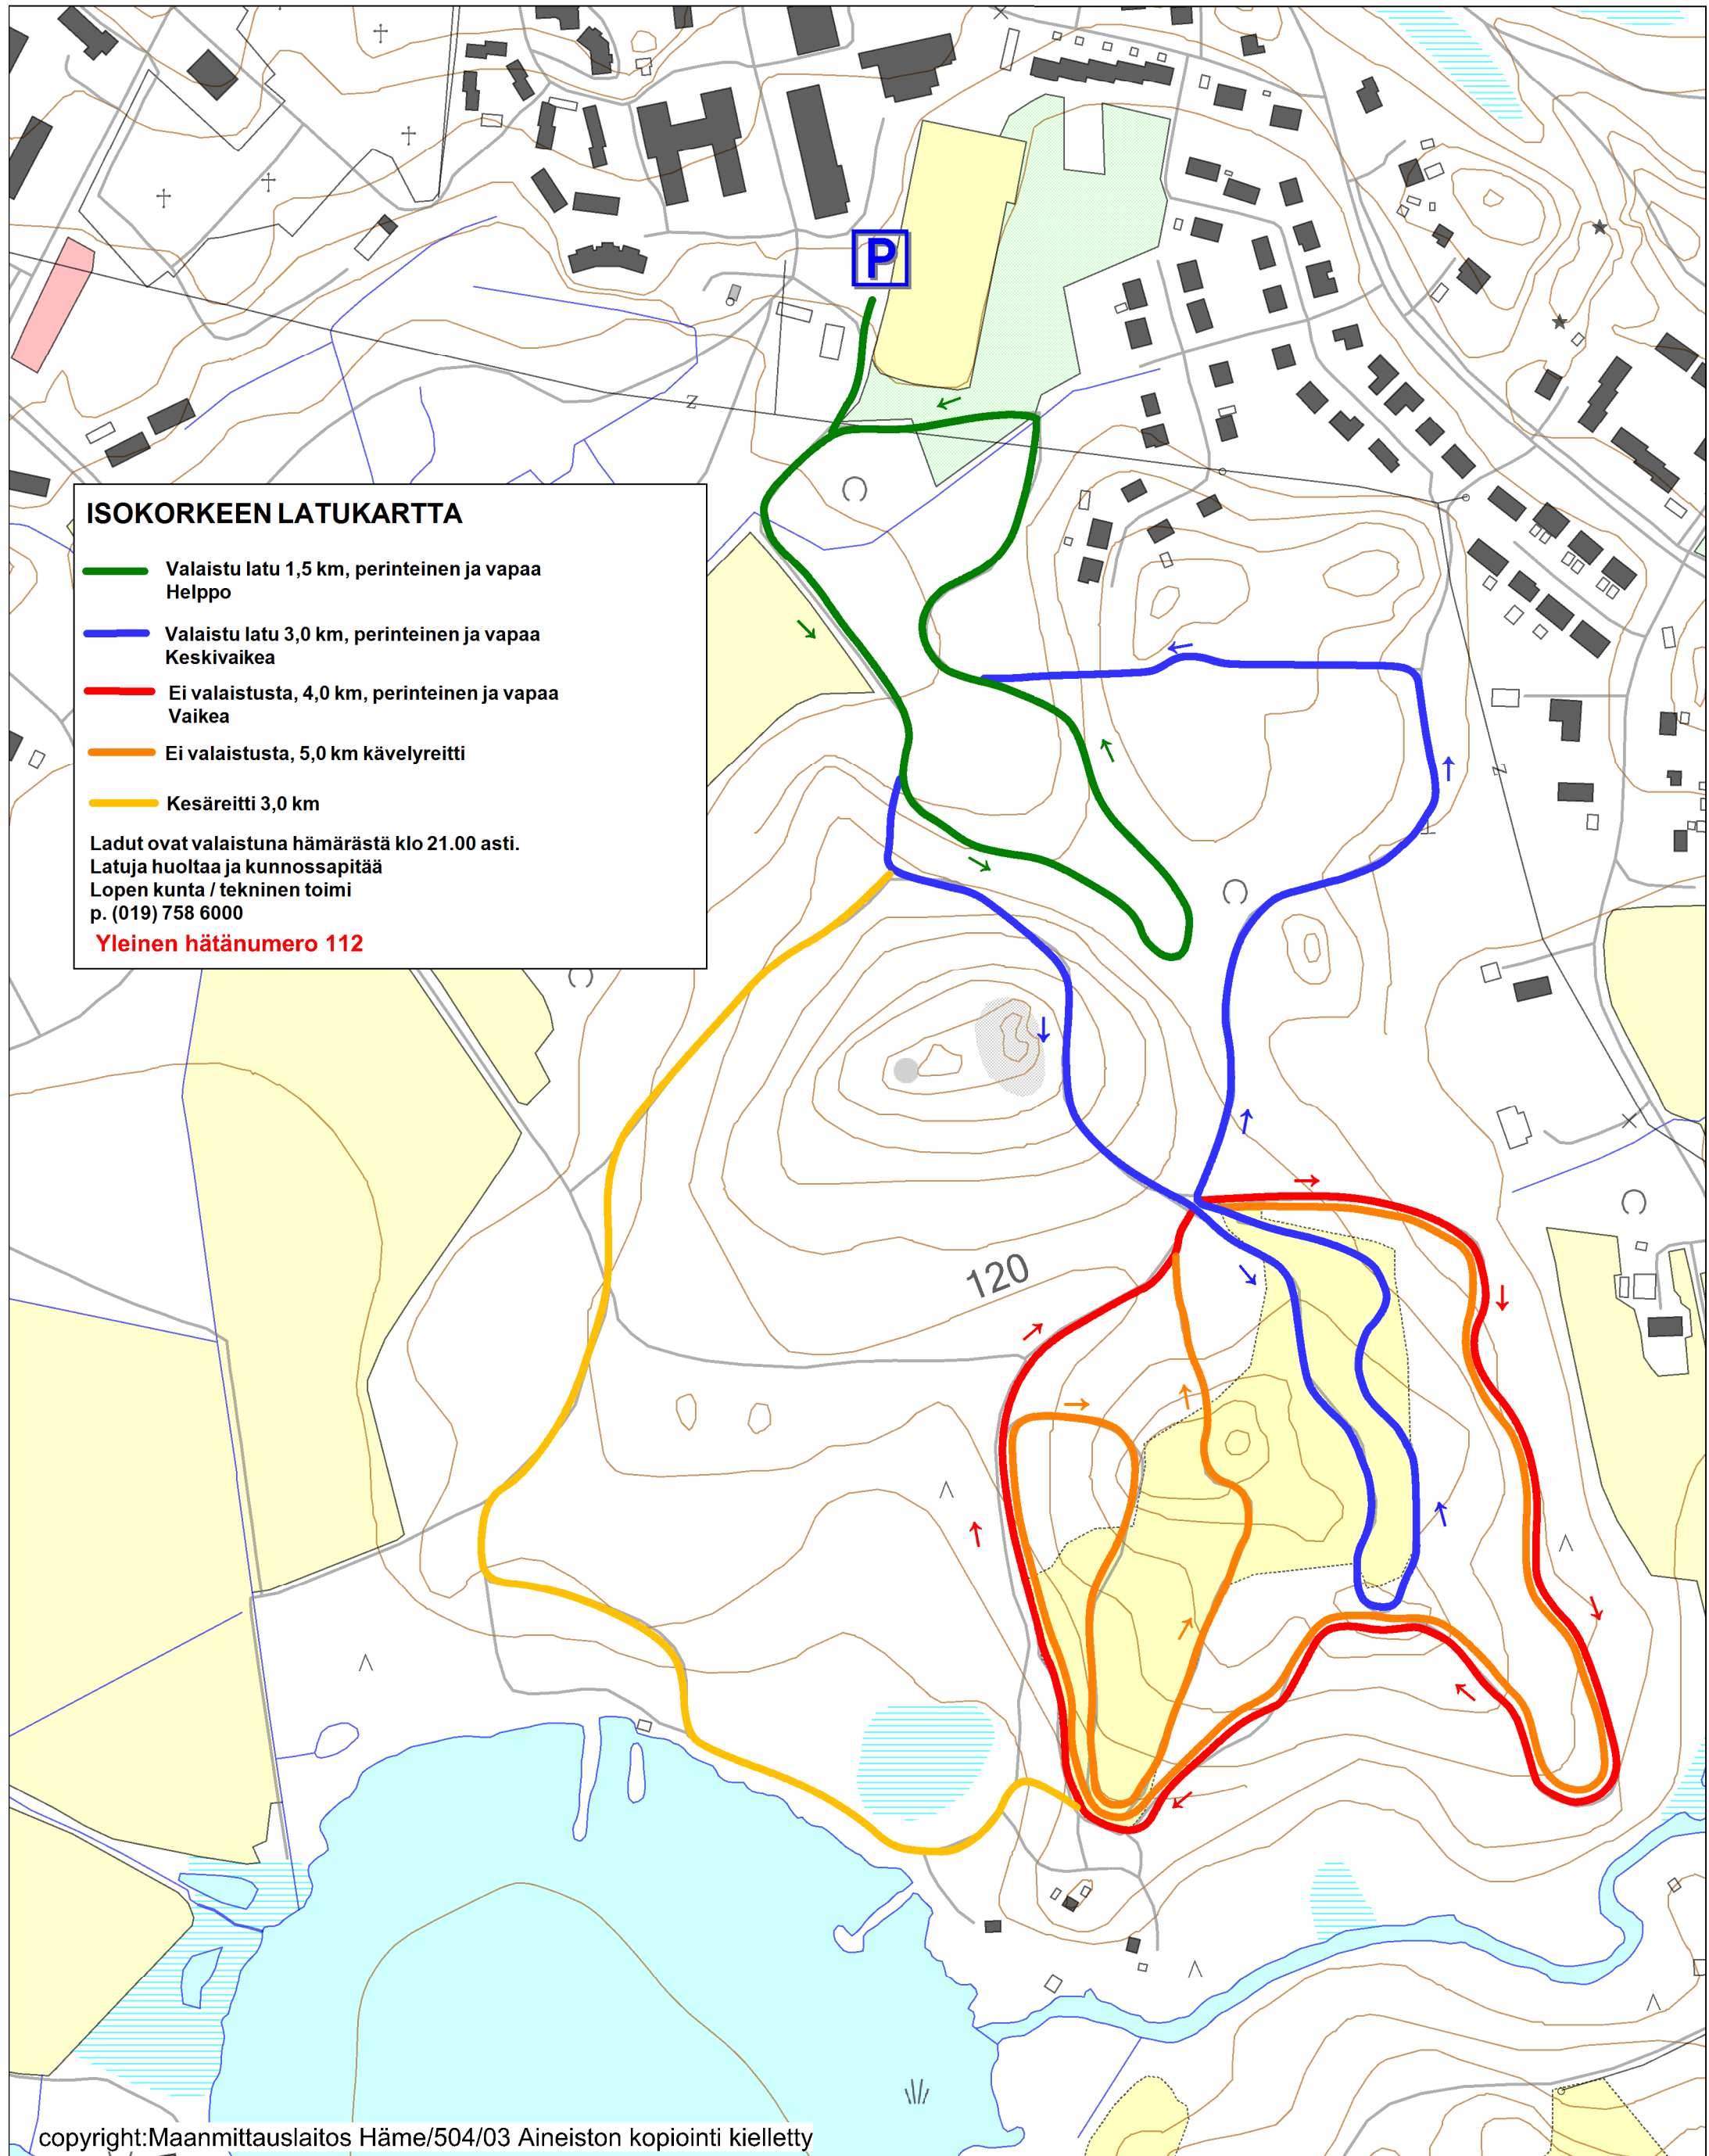 P
Z
ISOKORKEEN LATUKARTTA
Valaistu latu 1,5 km, perinteinen ja vapaa
Helppo
Valaistu latu 3,0 km, perinteinen ja vapaa
Keskivaikea
Ei valaistusta, 4,0 km, perinteinen ja vapaa
Vaikea
Ei valaistusta, 5,0 km kävelyreitti
Kesäreitti 3,0 km
Ladut ovat valaistuna hämärästä klo 21.00 asti.
Latuja huoltaa ja kunnossapitää
Lopen kunta / tekninen toimi
p. (019) 758 6000
Yleinen hätänumero 112
Z
120
copyright:Maanmittauslaitos Häme/504/03 Aineiston kopiointi kielletty